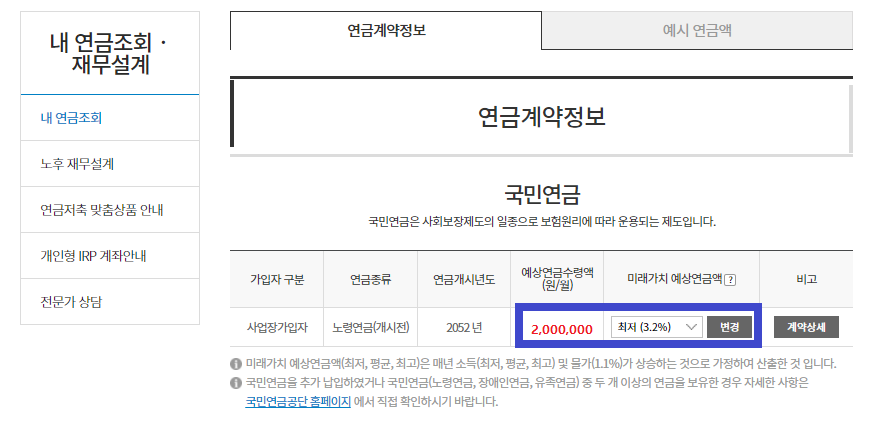 내 연금조회 ·
재무설계
내 연금조회
노후 재무설계
연금저축 맞춤상품 안내
개인형 IRP 계좌안내
전문가 상담
연금계약정보
예시 연금액
연금계약정보
국민연금
국민연금은 사회보장제도의 일종으로 보험원리에 따라 운용되는 제도입니다.
가입자 구분
연금종류
연금개시년도
예상연금수령액
(원/월)
미래가치 예상연금액 ?
비고
사업장가입자
노령연금(개시전)
2052 년
2,000,000
최저 (3.2%)
변경
계약상세
미래가치 예상연금액(최저, 평균, 최고)은 매년 소득(최저, 평균, 최고) 및 물가(1.1%)가 상승하는 것으로 가정하여 산출한 것 입니다.
국민연금을 추가 납입하였거나 국민연금(노령연금, 장애인연금, 유족연금) 중 두 개 이상의 연금을 보유한 경우 자세한 사항은
국민연금공단 홈페이지 에서 직접 확인하시기 바랍니다.